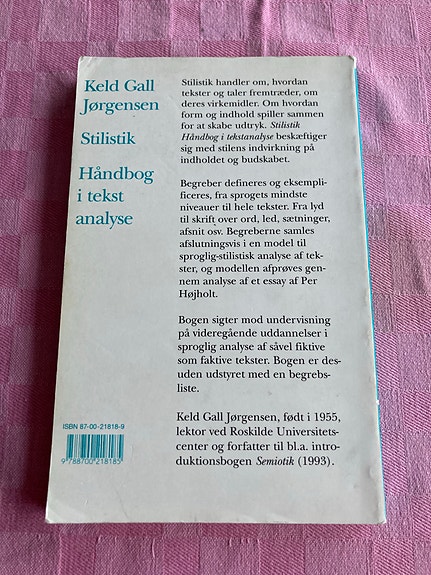 Keld Gall
Jørgensen
Stilistik
Håndbog
i tekst
analyse
Stilistik handler om, hvordan
tekster og taler fremtræder, om
deres virkemidler. Om hvordan
form og indhold spiller sammen
for at skabe udtryk. Stilistik
Håndbog i tekstanalyse beskæftiger
sig med stilens indvirkning på
indholdet og budskabet.
Begreber defineres og eksempli-
ficeres, fra sprogets mindste
niveauer til hele tekster. Fra lyd
til skrift over ord, led, sætninger,
afsnit osv. Begreberne samles
afslutningsvis i en model til
sproglig-stilistisk analyse af tek-
ster, og modellen afprøves gen-
nem analyse af et essay af Per
Højholt.
Bogen sigter mod undervisning
på videregående uddannelser i
sproglig analyse af såvel fiktive
som faktive tekster. Bogen er des-
uden udstyret med en begrebs-
liste.
Keld Gall Jørgensen, født i 1955,
lektor ved Roskilde Universitets-
center og forfatter til bl.a. intro-
duktionsbogen Semiotik (1993).
ISBN 87-00-21818-9
9 788700 218185